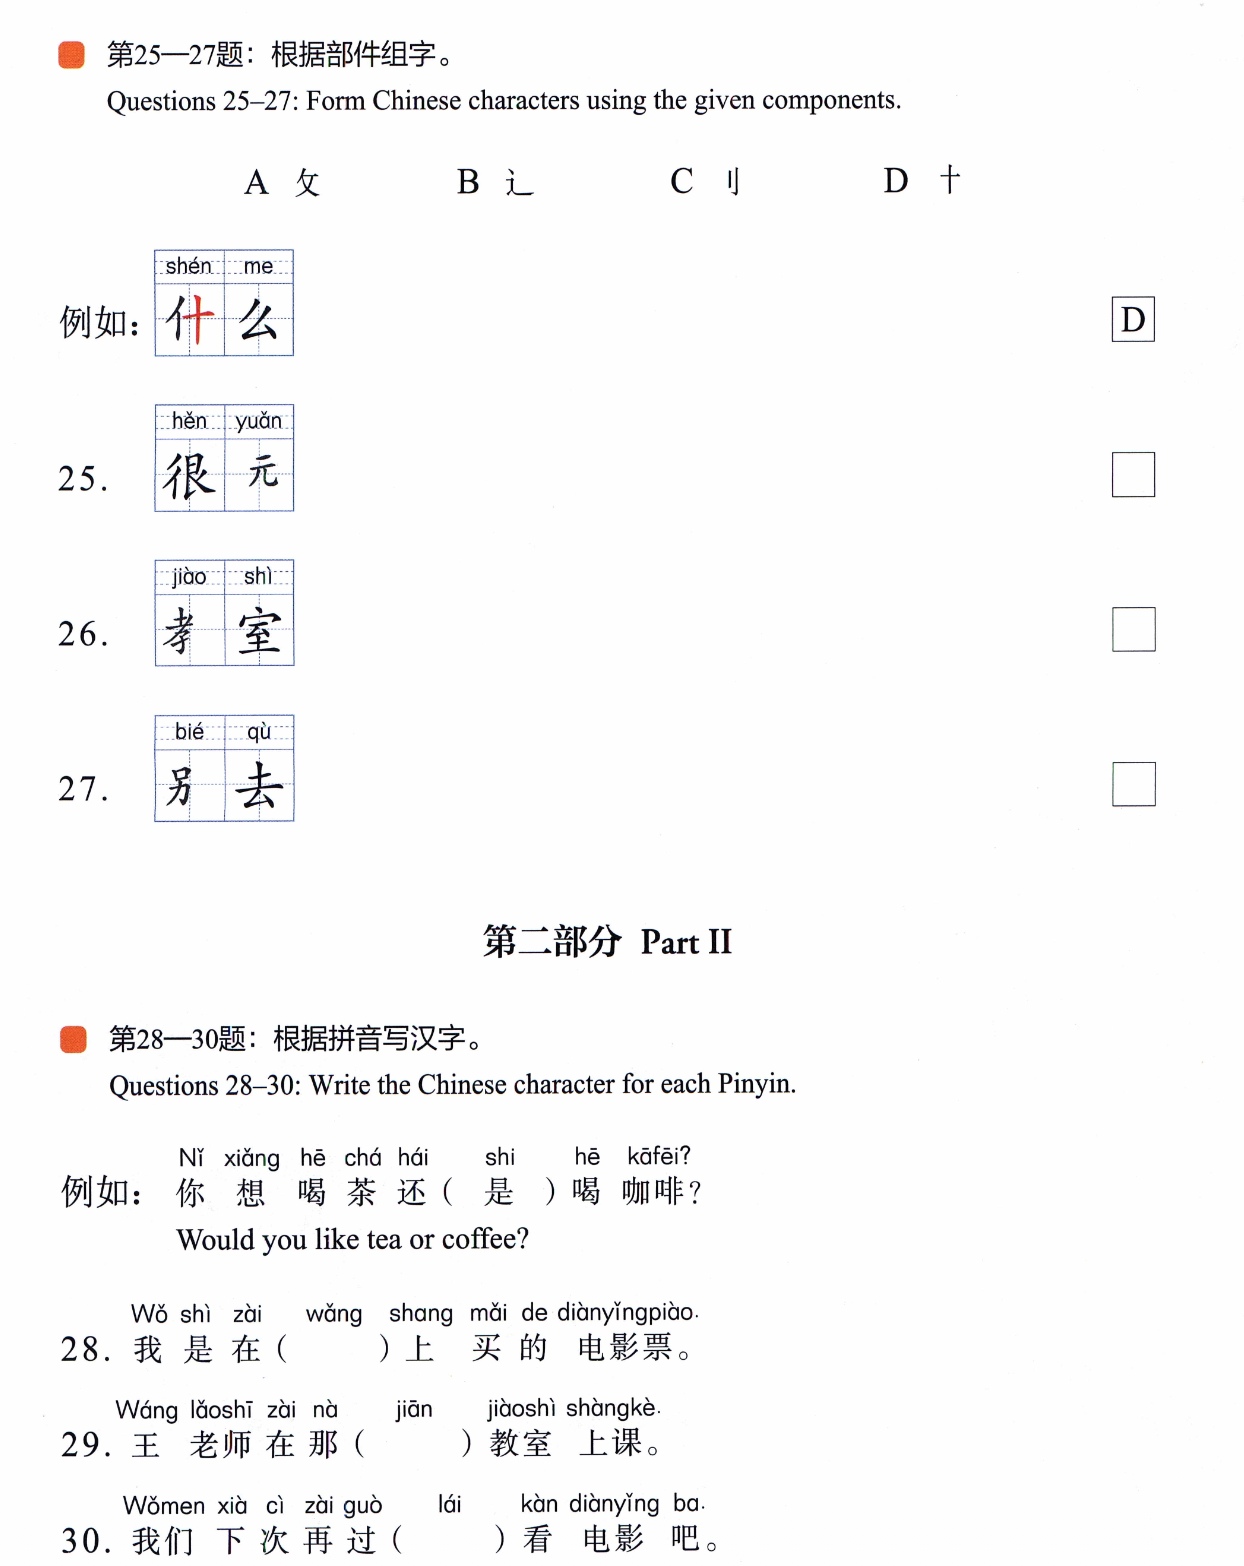 第25—27题：根据部件组字。
Questions 25–27: Form Chinese characters using the given components.
A 攵 B 辶 C 刂 D 十
shén me
例如： 什么 D
hěn yuǎn
25. 很 元
jiào shì
26. 孝 室
bié qù
27. 另 去
第二部分 Part II
第28—30题：根据拼音写汉字。
Questions 28–30: Write the Chinese character for each Pinyin.
Nǐ xiǎng hē chá hái shi hē kāfēi?
例如： 你 想 喝 茶 还（ 是 ）喝 咖啡？
Would you like tea or coffee?
Wǒ shì zài wǎng shang mǎi de diànyǐngpiào.
28. 我 是 在（ ）上 买 的 电影票。
Wáng lǎoshī zài nà jiān jiàoshì shàngkè.
29. 王 老师 在 那（ ）教室 上课。
Wǒmen xià cì zài guò lái kàn diànyǐng ba.
30. 我们 下 次 再 过（ ）看 电影 吧。